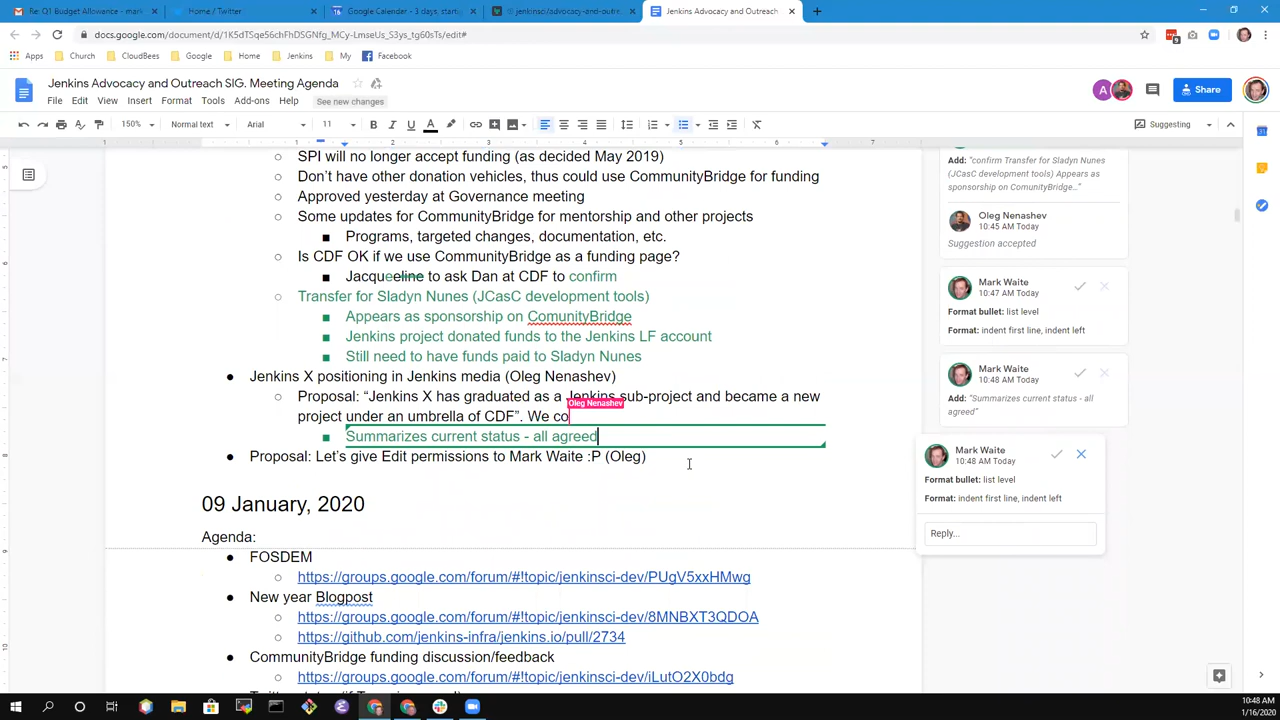 Re: Q1 Budget Allowance - mark
Home / Twitter
Google Calendar - 3 days, startin
jenkinsci/advocacy-and-outre
Jenkins Advocacy and Outreach
docs.google.com/document/d/1K5dTSqe56chFhDSGNfg_MCy-LmseUs_S3ys_tg60sTs/edit#
Apps
Church
CloudBees
Google
Home
Jenkins
My
Facebook
Jenkins Advocacy and Outreach SIG. Meeting Agenda
File Edit View Insert Format Tools Add-ons Help See new changes
A
Share
150% Normal text Arial 11 B I U A
Suggesting
1 2 3 4 5 6 7
SPI will no longer accept funding (as decided May 2019)
Don't have other donation vehicles, thus could use CommunityBridge for funding
Approved yesterday at Governance meeting
Some updates for CommunityBridge for mentorship and other projects
Programs, targeted changes, documentation, etc.
Is CDF OK if we use CommunityBridge as a funding page?
Jacqueeline to ask Dan at CDF to confirm
Transfer for Sladyn Nunes (JCasC development tools)
Appears as sponsorship on ComunityBridge
Jenkins project donated funds to the Jenkins LF account
Still need to have funds paid to Sladyn Nunes
Jenkins X positioning in Jenkins media (Oleg Nenashev)
Proposal: “Jenkins X has graduated as a Jenkins sub-project and became a new
Oleg Nenashev
project under an umbrella of CDF”. We co
Summarizes current status - all agreed
Proposal: Let's give Edit permissions to Mark Waite :P (Oleg)
09 January, 2020
Agenda:
FOSDEM
https://groups.google.com/forum/#!topic/jenkinsci-dev/PUgV5xxHMwg
New year Blogpost
https://groups.google.com/forum/#!topic/jenkinsci-dev/8MNBXT3QDOA
https://github.com/jenkins-infra/jenkins.io/pull/2734
CommunityBridge funding discussion/feedback
https://groups.google.com/forum/#!topic/jenkinsci-dev/iLutO2X0bdg
Add: “confirm Transfer for Sladyn Nunes
(JCasC development tools) Appears as
sponsorship on ComunityBridge...”
Oleg Nenashev
10:45 AM Today
Suggestion accepted
Mark Waite
10:47 AM Today
Format bullet: list level
Format: indent first line, indent left
Mark Waite
10:48 AM Today
Add: “Summarizes current status - all
agreed”
Mark Waite
10:48 AM Today
Format bullet: list level
Format: indent first line, indent left
Reply...
10:48 AM
1/16/2020